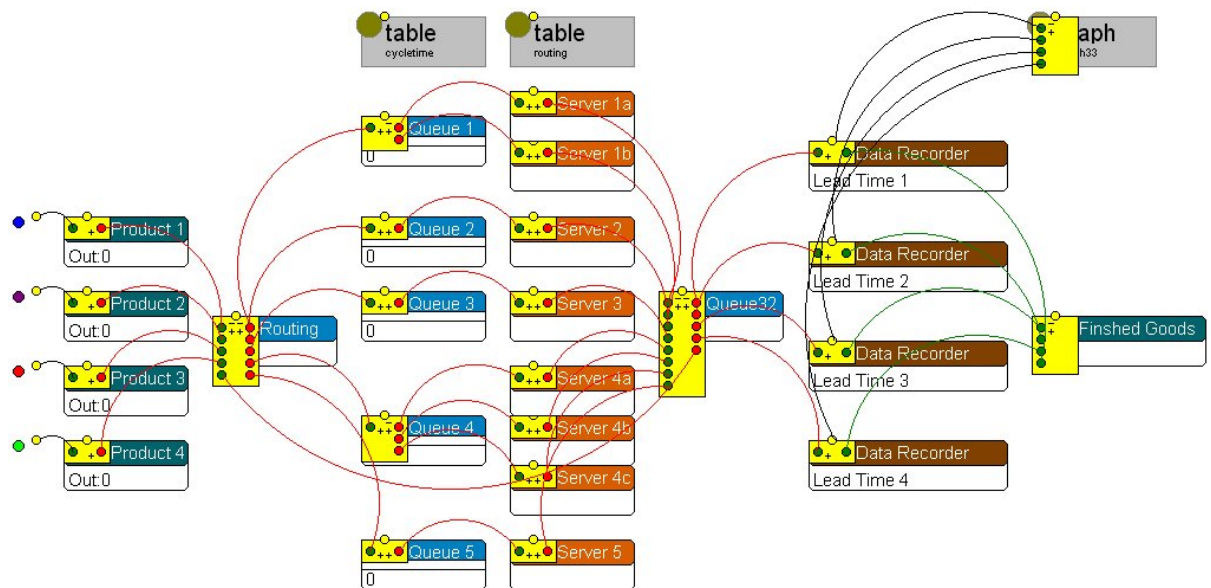 table
cycletime
table
routing
aph
h33
Queue 1
0
Server 1a
Server 1b
Data Recorder
Lead Time 1
Product 1
Out:0
Queue 2
0
Server 2
Data Recorder
Lead Time 2
Product 2
Out:0
Routing
Queue 3
0
Server 3
Queue32
Finshed Goods
Data Recorder
Lead Time 3
Product 3
Out:0
Server 4a
Queue 4
Server 4b
Product 4
Out:0
Server 4c
Data Recorder
Lead Time 4
Queue 5
0
Server 5